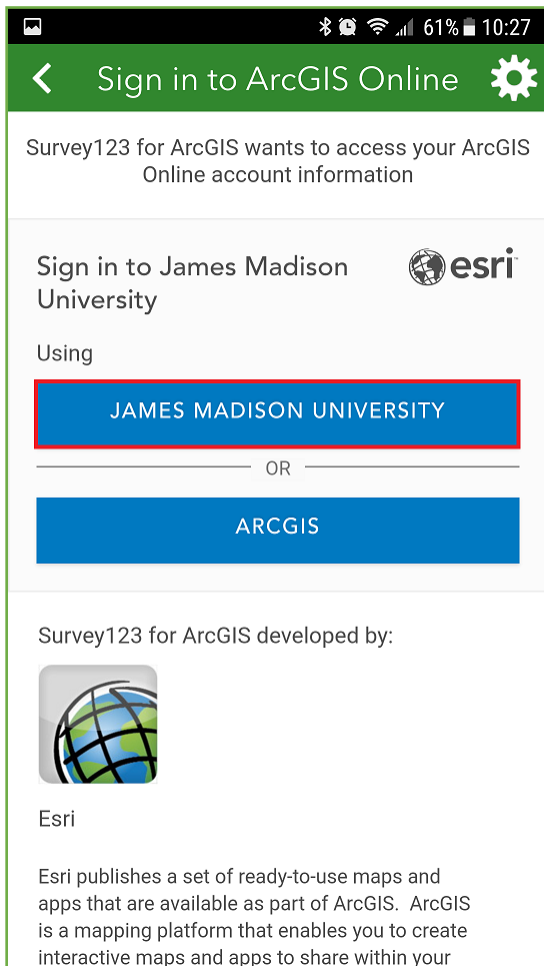 61% 10:27
Sign in to ArcGIS Online
Survey123 for ArcGIS wants to access your ArcGIS
Online account information
Sign in to James Madison
University
esri
Using
JAMES MADISON UNIVERSITY
OR
ARCGIS
Survey123 for ArcGIS developed by:
Esri
Esri publishes a set of ready-to-use maps and
apps that are available as part of ArcGIS. ArcGIS
is a mapping platform that enables you to create
interactive maps and apps to share within your